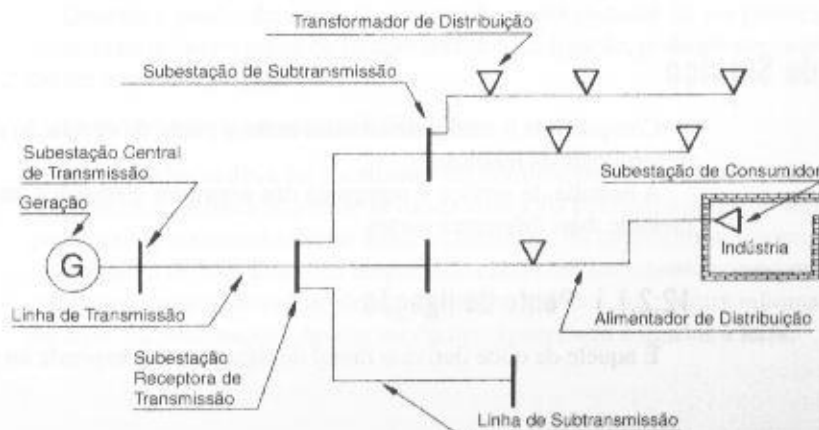 Transformador de Distribuição
Subestação de Subtransmissão
Subestação Central
de Transmissão
Geração
G
Linha de Transmissão
Subestação
Receptora de
Transmissão
Subestação de Consumidor
Indústria
Alimentador de Distribuição
Linha de Subtransmissão